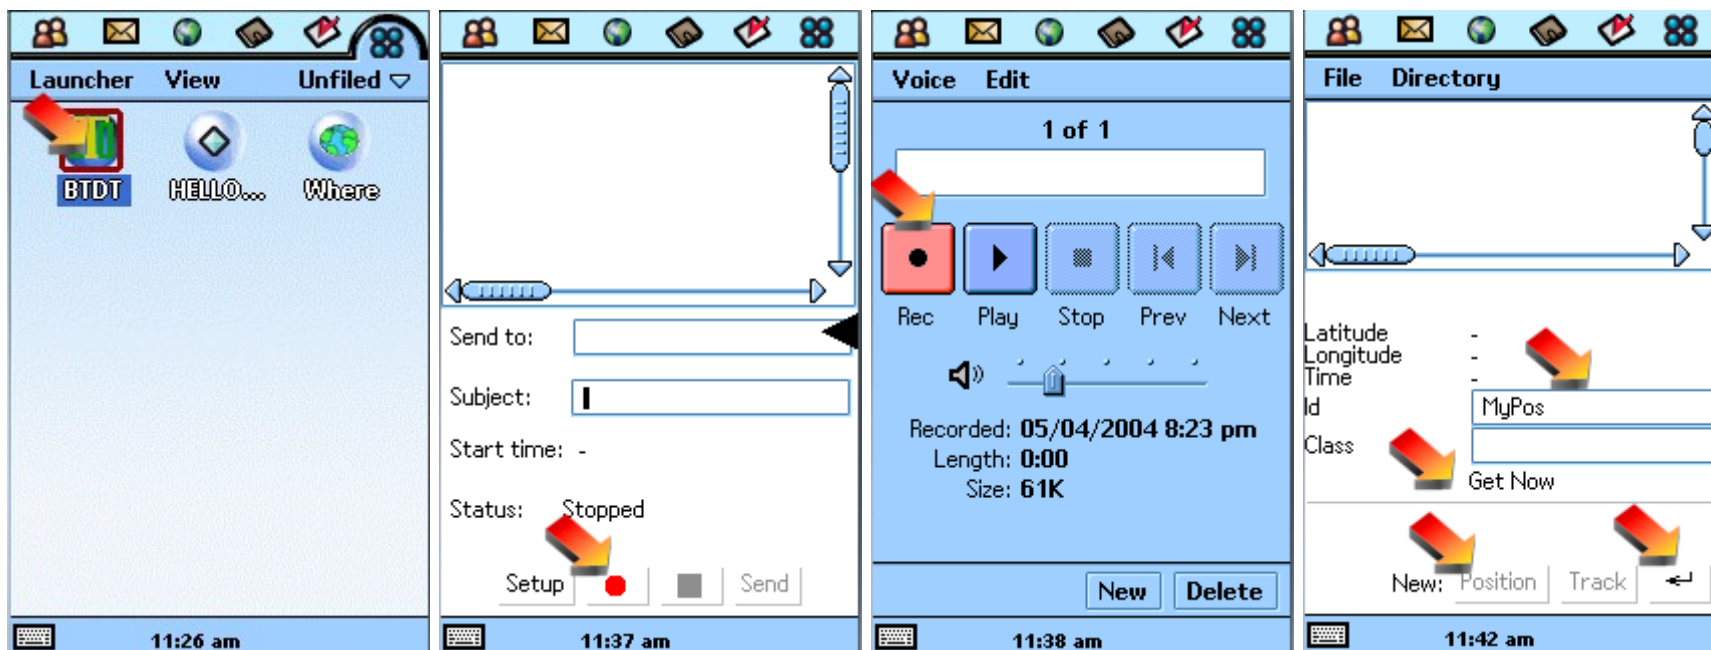 Launcher View Unfiled
BTDT HELLO... Where
11:26 am
Send to:
Subject:
Start time: -
Status: Stopped
Setup Send
11:37 am
Voice Edit
1 of 1
Rec Play Stop Prev Next
Recorded: 05/04/2004 8:23 pm
Length: 0:00
Size: 61K
New Delete
11:38 am
File Directory
Latitude -
Longitude -
Time -
Id MyPos
Class
Get Now
New: Position Track
11:42 am